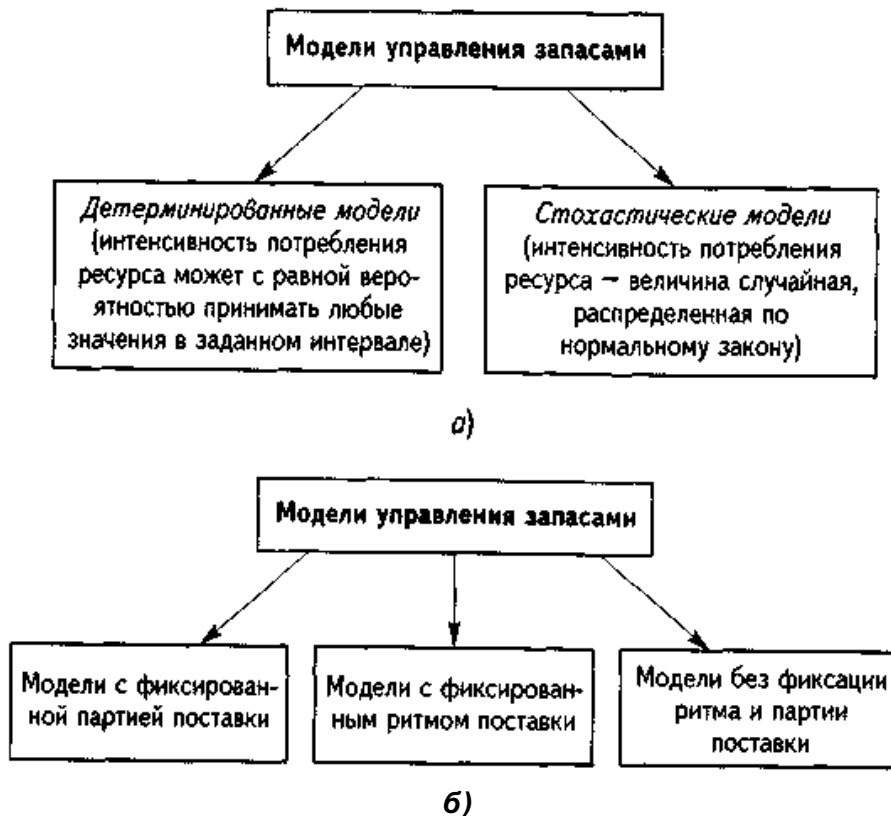 Модели управления запасами
Детерминированные модели
(интенсивность потребления
ресурса может с равной веро-
ятностью принимать любые
значения в заданном интервале)
Стохастические модели
(интенсивность потребления
ресурса – величина случайная,
распределенная по
нормальному закону)
а)
Модели управления запасами
Модели с фиксирован-
ной партией поставки
Модели с фиксирован-
ным ритмом поставки
Модели без фиксации
ритма и партии
поставки
б)